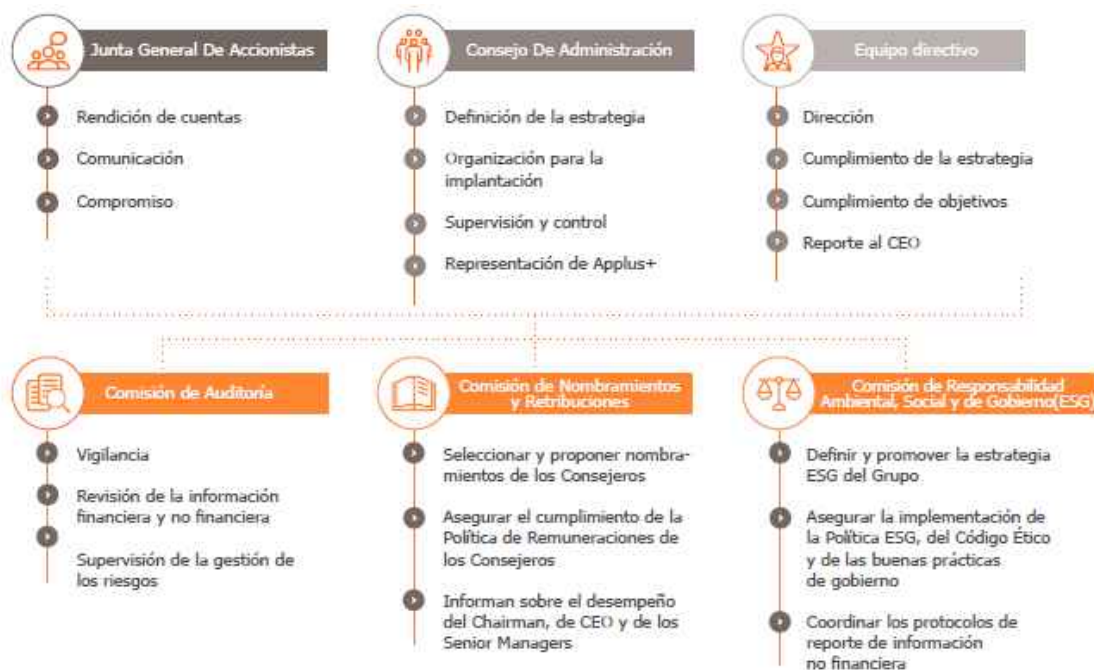 Junta General De Accionistas
Rendición de cuentas
Comunicación
Compromiso
Consejo De Administración
Definición de la estrategia
Organización para la
implantación
Supervisión y control
Representación de Applus+
Equipo directivo
Dirección
Cumplimiento de la estrategia
Cumplimiento de objetivos
Reporte al CEO
Comisión de Auditoría
Vigilancia
Revisión de la información
financiera y no financiera
Supervisión de la gestión de
los riesgos
Comisión de Nombramientos
y Retribuciones
Seleccionar y proponer nombra-
mientos de los Consejeros
Asegurar el cumplimiento de la
Política de Remuneraciones de
los Consejeros
Informan sobre el desempeño
del Chairman, de CEO y de los
Senior Managers
Comisión de Responsabilidad
Ambiental, Social y de Gobierno(ESG)
Definir y promover la estrategia
ESG del Grupo
Asegurar la implementación de
la Política ESG, del Código Ético
y de las buenas prácticas
de gobierno
Coordinar los protocolos de
reporte de información
no financiera